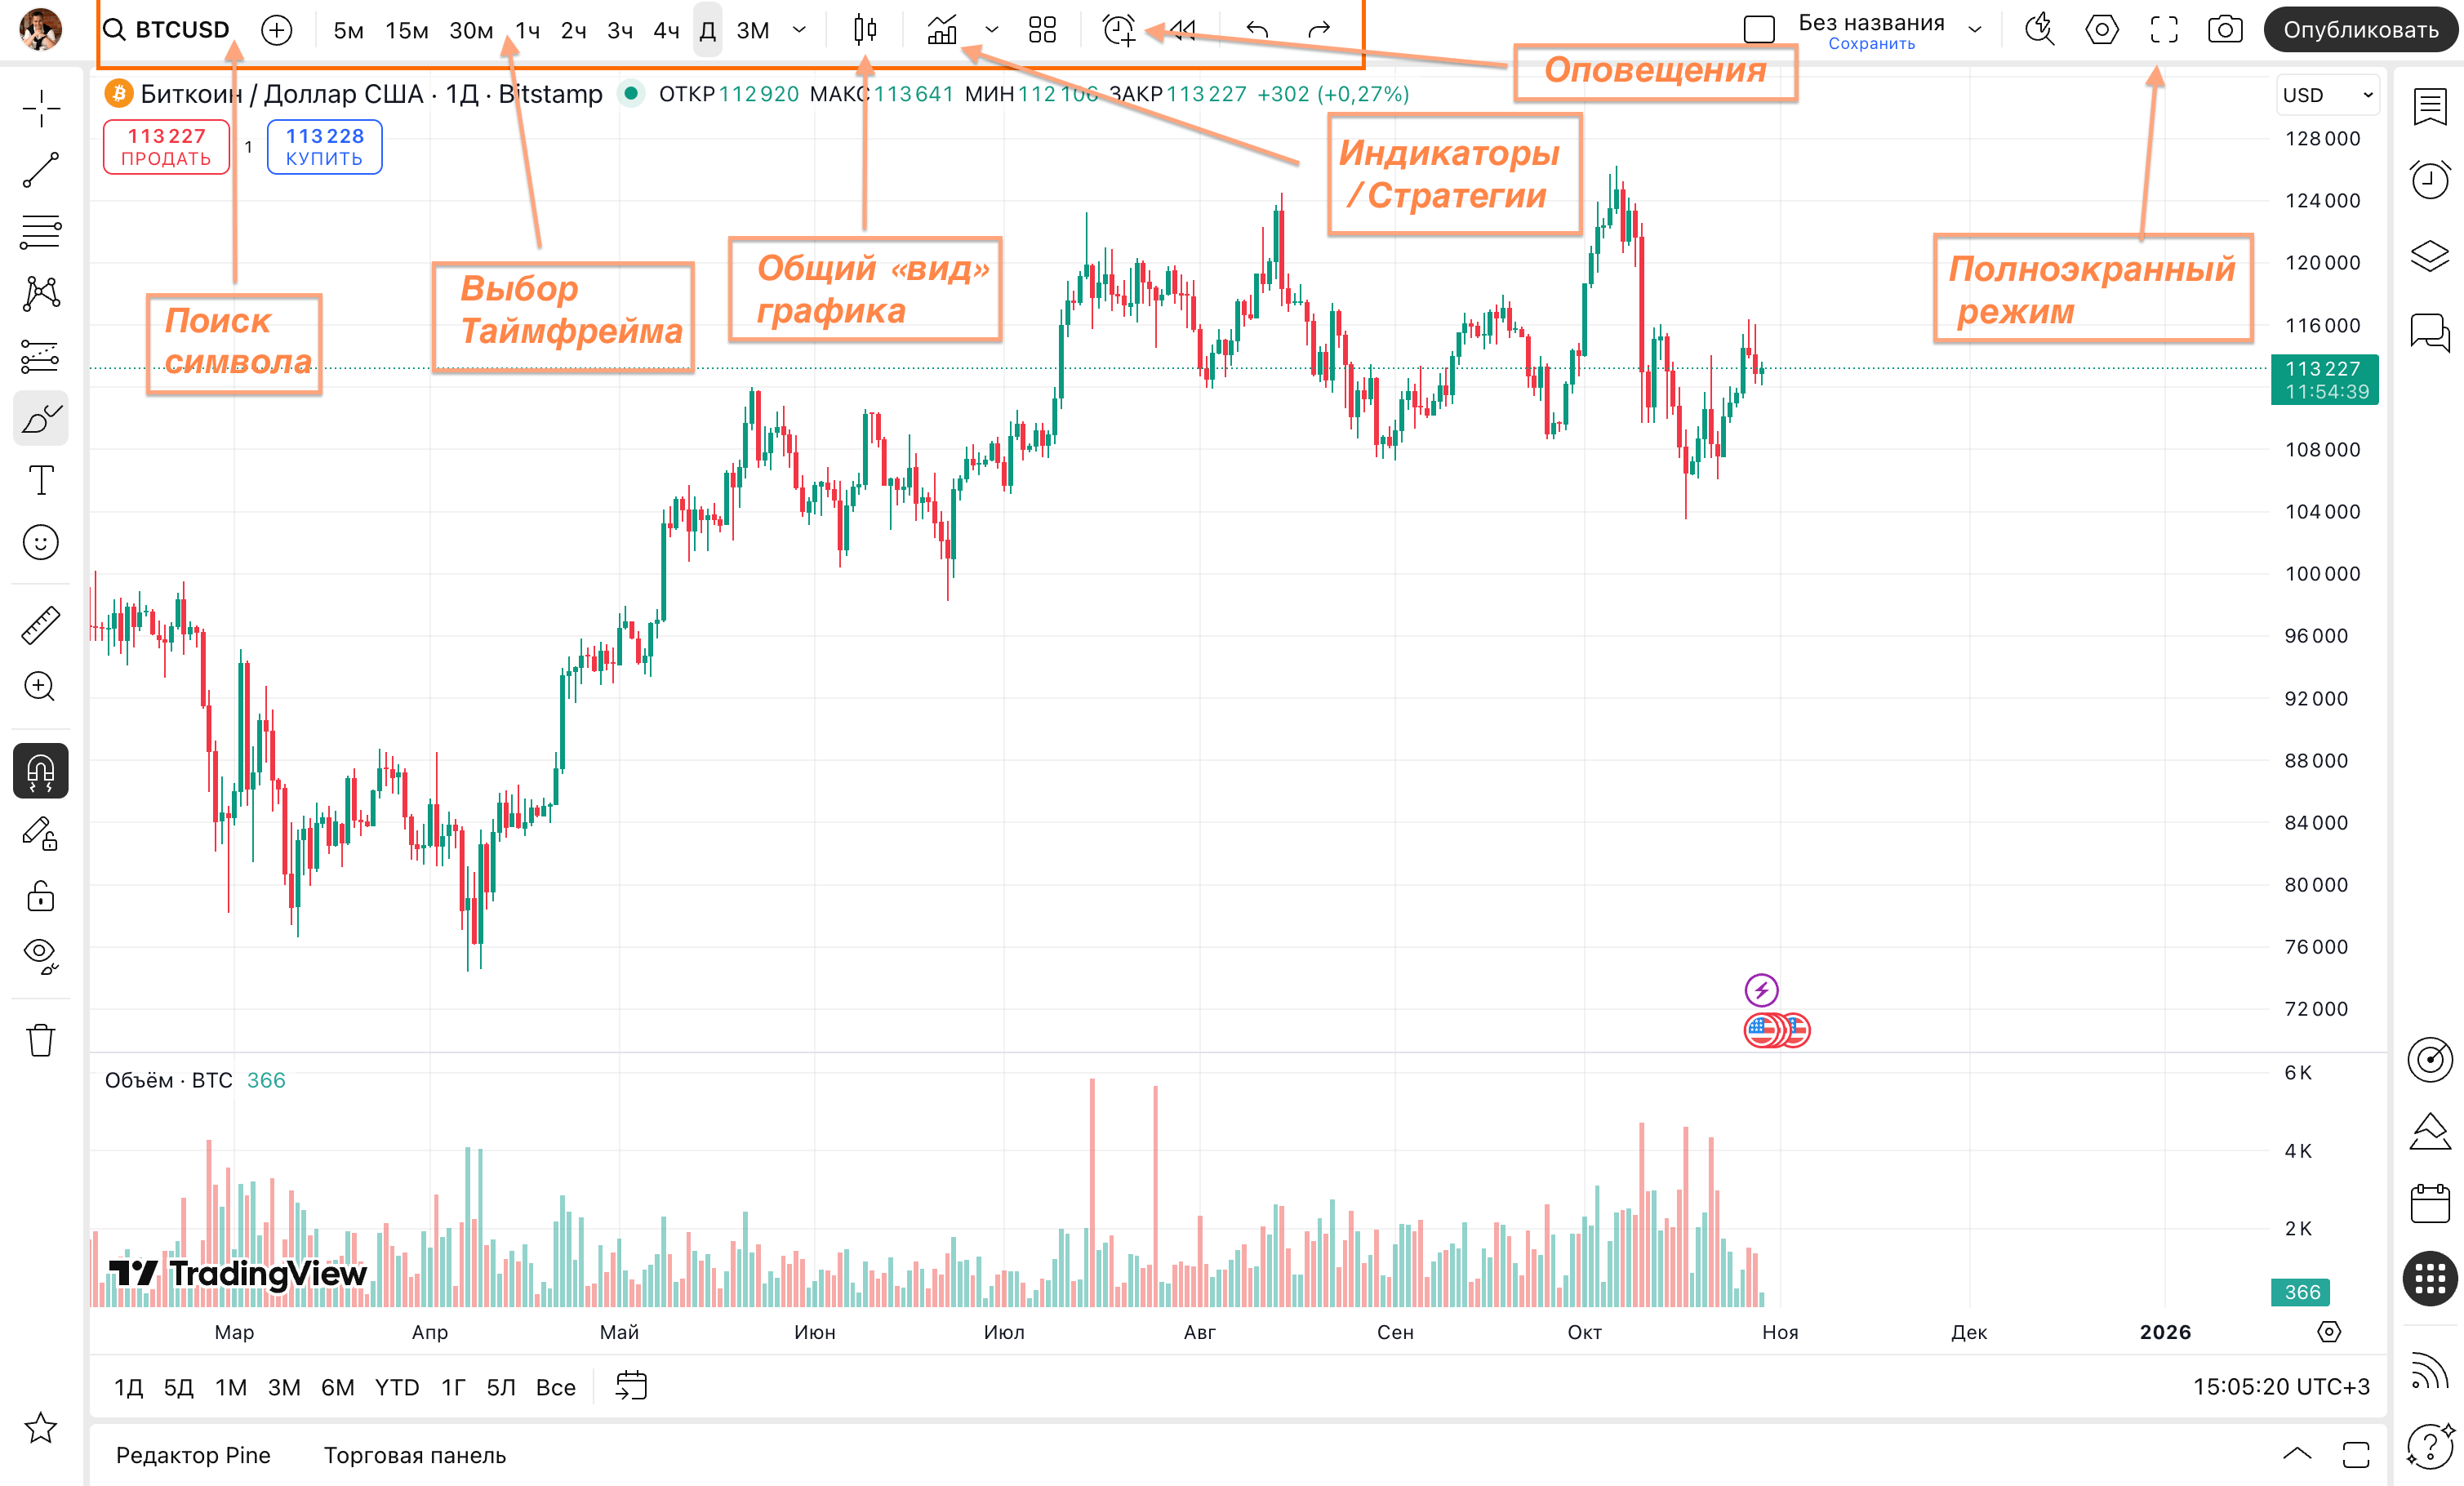 BTCUSD 5м 15м 30м 1ч 2ч 3ч 4ч Д 3М
Без названия
Сохранить
Опубликовать
Биткоин / Доллар США · 1Д · Bitstamp ОТКР 112 920 МАКС 113 641 МИН 112 106 ЗАКР 113 227 +302 (+0,27%)
USD
113 227
ПРОДАТЬ
1
113 228
КУПИТЬ
Оповещения
Индикаторы
/ Стратегии
Общий «вид»
графика
Выбор
Таймфрейма
Поиск
символа
Полноэкранный
режим
128 000
124 000
120 000
116 000
113 227
11:54:39
108 000
104 000
100 000
96 000
92 000
88 000
84 000
80 000
76 000
72 000
Объём · BTC 366
6 K
4 K
2 K
366
TradingView
Мар Апр Май Июн Июл Авг Сен Окт Ноя Дек 2026
1Д 5Д 1М 3М 6М YTD 1Г 5Л Все
15:05:20 UTC+3
Редактор Pine Торговая панель